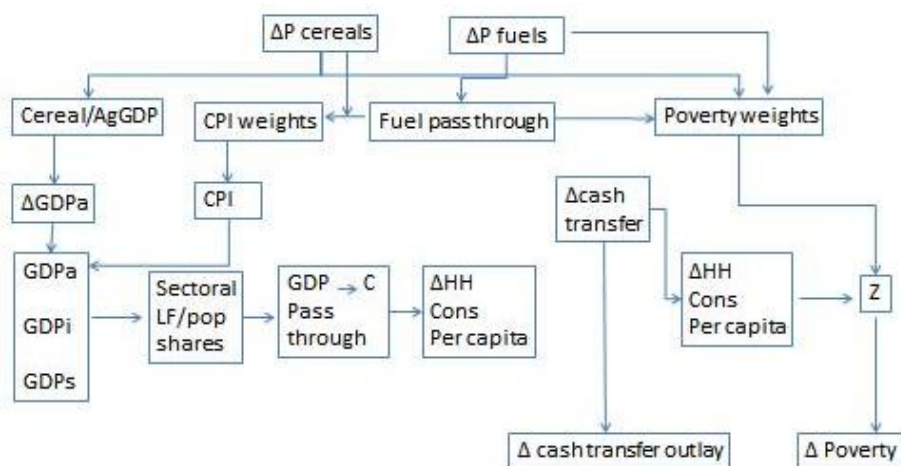 ΔP cereals
ΔP fuels
Cereal/AgGDP
CPI weights
Fuel pass through
Poverty weights
ΔGDPa
CPI
Δcash
transfer
GDPa
GDPi
GDPs
Sectoral
LF/pop
shares
GDP → C
Pass
through
ΔHH
Cons
Per capita
ΔHH
Cons
Per capita
Z
Δ cash transfer outlay
Δ Poverty